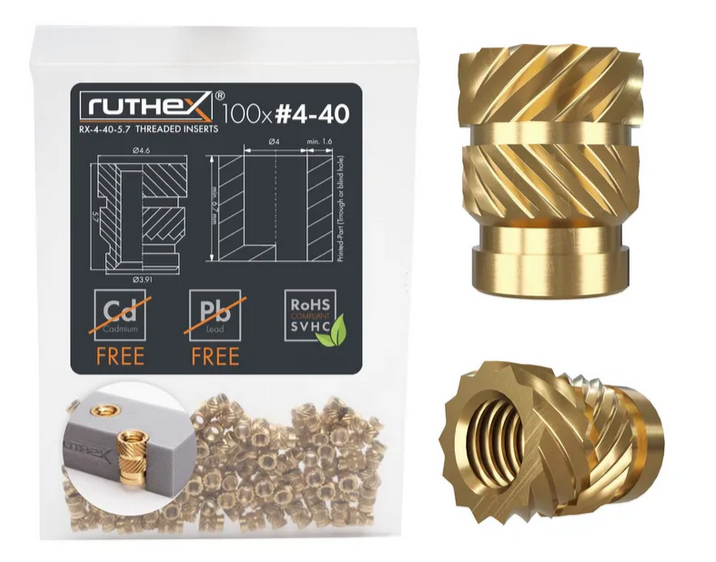 ruthex®
100x #4-40
RX-4-40-5.7 THREADED INSERTS
Ø4.6
Ø4
min. 1.6
5.7
min. 6.7 mm
Printed-Part (Through or blind hole)
Ø3.91
Cd
Cadmium
FREE
Pb
Lead
FREE
RoHS
COMPLIANT
SVHC
ruthex